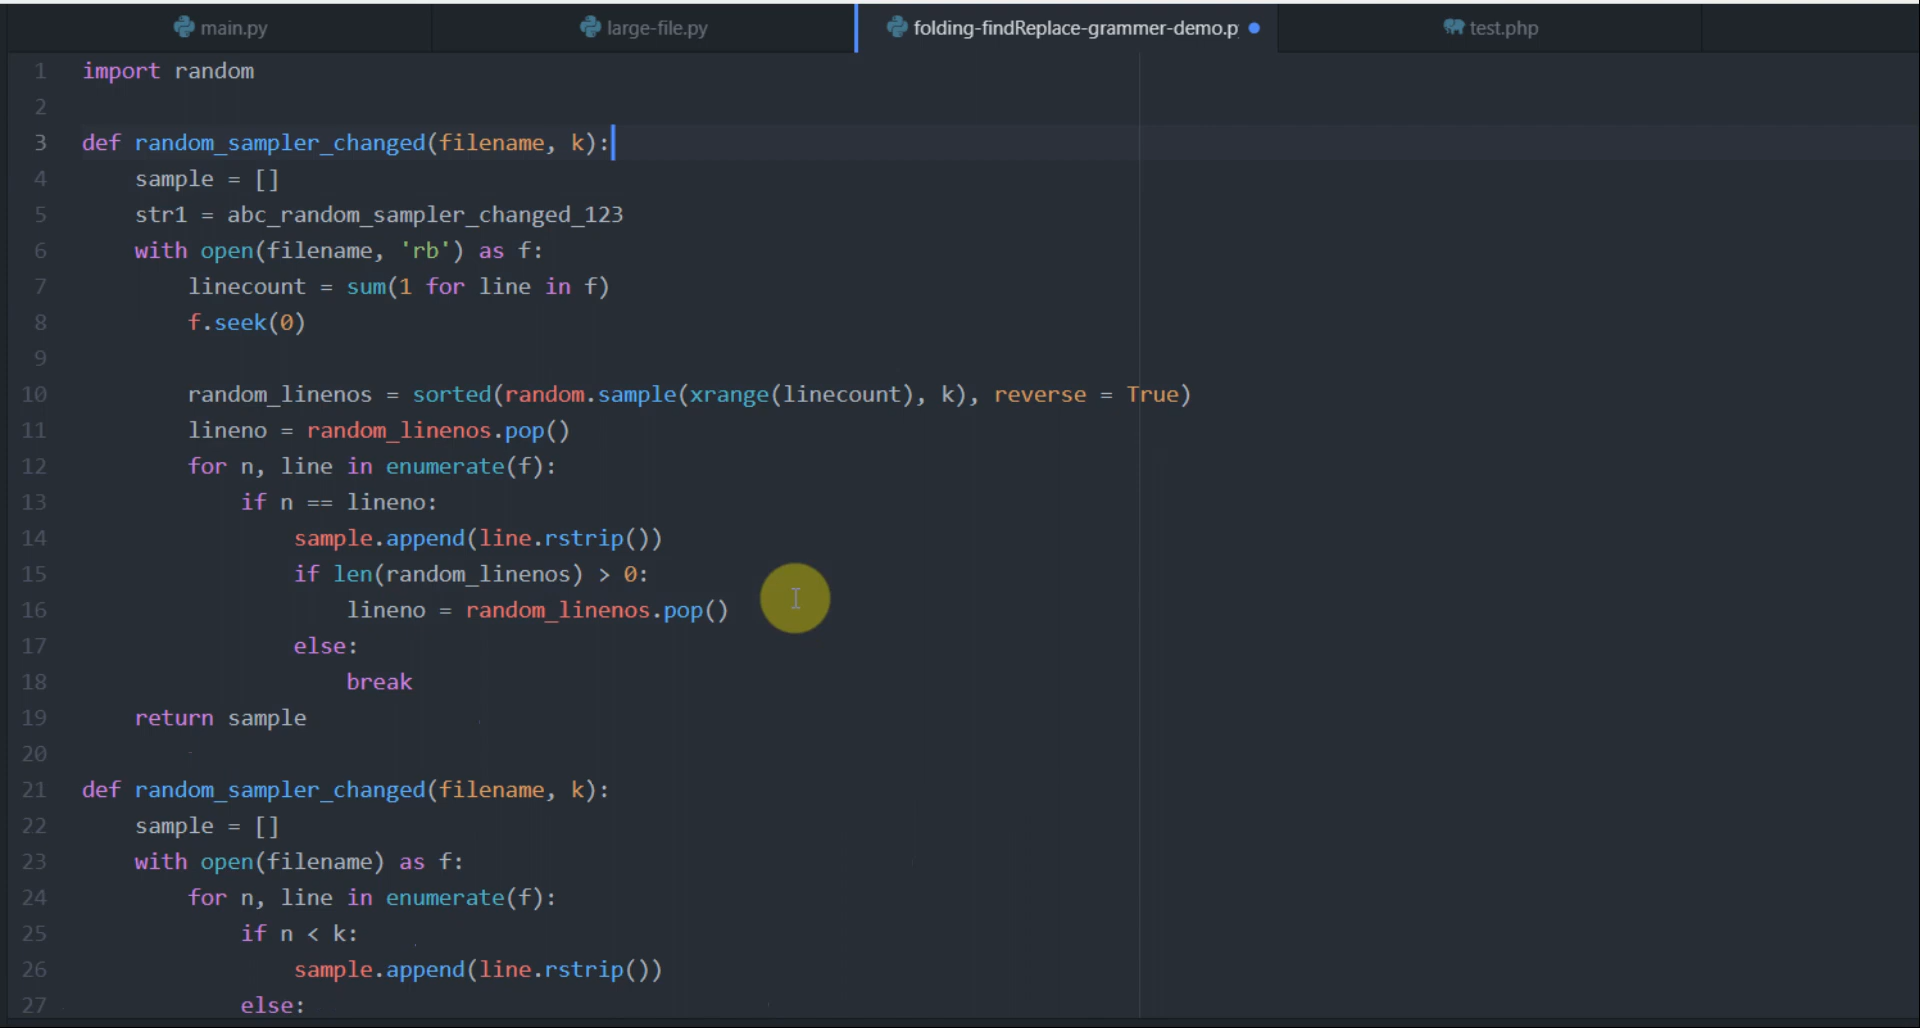 main.py
large-file.py
folding-findReplace-grammer-demo.p
test.php
1 import random
2
3 def random_sampler_changed(filename, k):
4     sample = []
5     str1 = abc_random_sampler_changed_123
6     with open(filename, 'rb') as f:
7         linecount = sum(1 for line in f)
8         f.seek(0)
9
10         random_linenos = sorted(random.sample(xrange(linecount), k), reverse = True)
11         lineno = random_linenos.pop()
12         for n, line in enumerate(f):
13             if n == lineno:
14                 sample.append(line.rstrip())
15                 if len(random_linenos) > 0:
16                     lineno = random_linenos.pop()
17                 else:
18                     break
19     return sample
20
21 def random_sampler_changed(filename, k):
22     sample = []
23     with open(filename) as f:
24         for n, line in enumerate(f):
25             if n < k:
26                 sample.append(line.rstrip())
27             else: